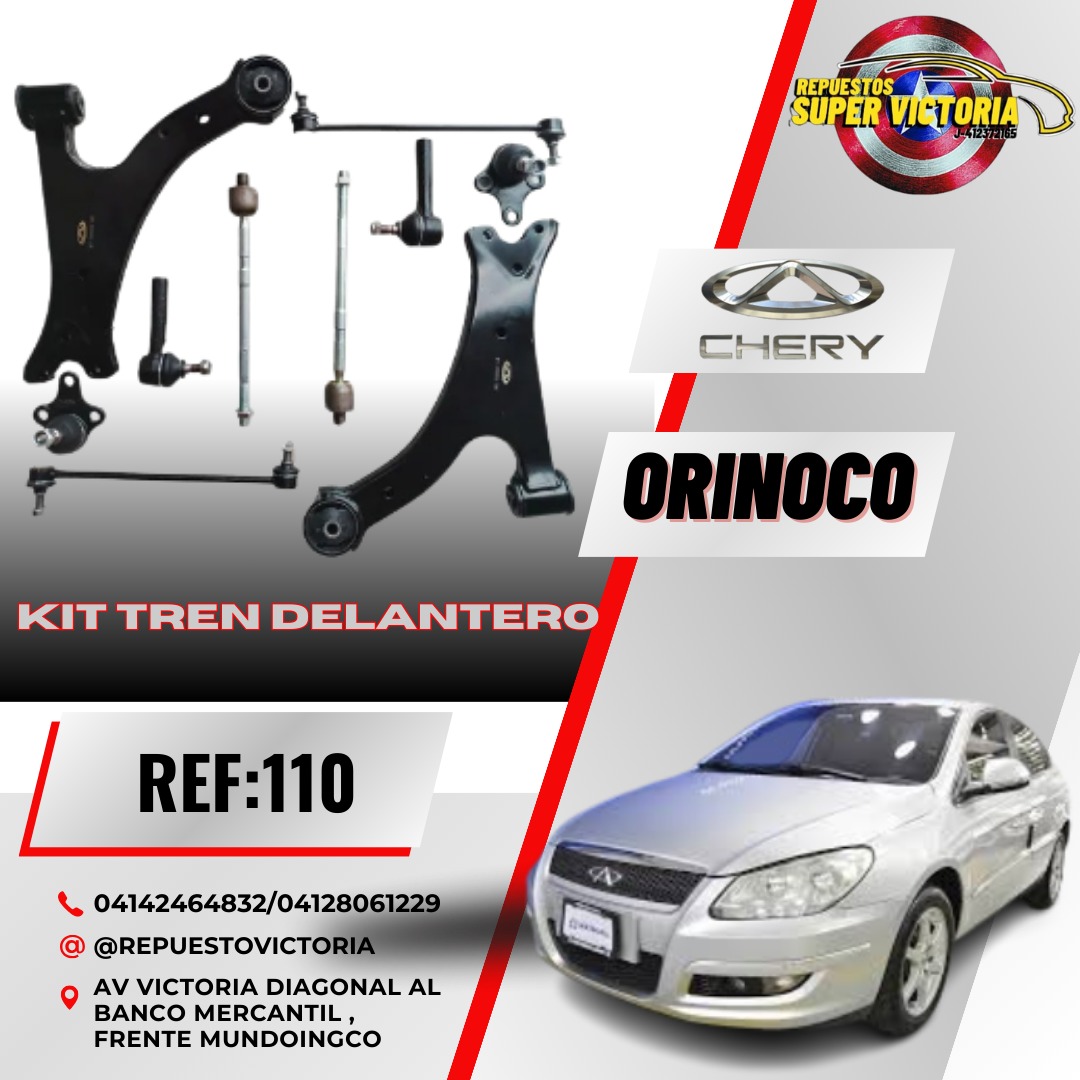 REPUESTOS
SUPER VICTORIA
J-412372165
CHERY
ORINOCO
KIT TREN DELANTERO
REF:110
04142464832/04128061229
@REPUESTOVICTORIA
AV VICTORIA DIAGONAL AL
BANCO MERCANTIL ,
FRENTE MUNDOINGCO